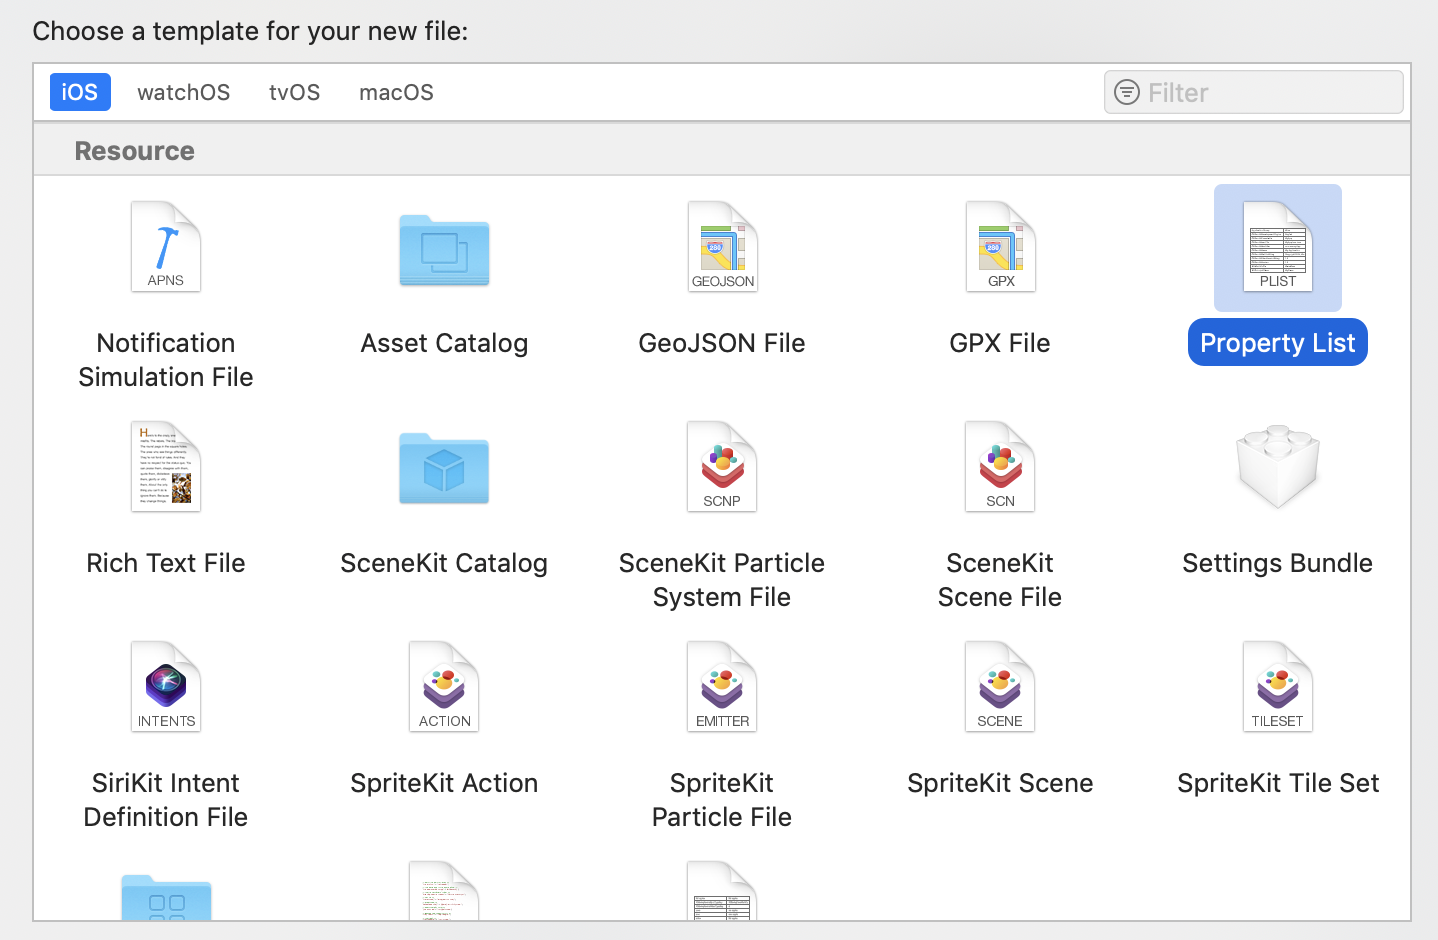 Choose a template for your new file:
iOS watchOS tvOS macOS Filter
Resource
APNS GEOJSON GPX PLIST
Notification Asset Catalog GeoJSON File GPX File Property List
Simulation File
SCNP SCN
Rich Text File SceneKit Catalog SceneKit Particle SceneKit Settings Bundle
System File Scene File
INTENTS ACTION EMITTER SCENE TILESET
SiriKit Intent SpriteKit Action SpriteKit SpriteKit Scene SpriteKit Tile Set
Definition File Particle File